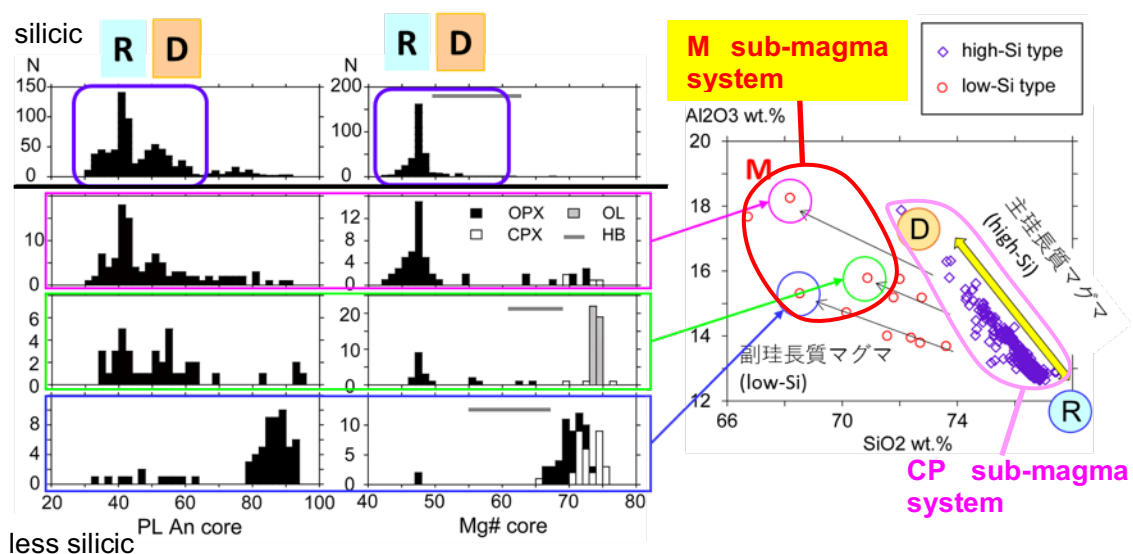 silicic
R D
R D
N
150
100
50
0
N
200
100
0
10
0
15
10
5
0
OPX OL
CPX HB
6
4
2
0
20
10
0
8
4
0
10
5
0
20 40 60 80 100
40 50 60 70 80
PL An core
Mg# core
less silicic
M sub-magma
system
high-Si type
low-Si type
Al2O3 wt.%
20
18
16
14
12
M
D
R
主珪長質マグマ
(high-Si)
副珪長質マグマ
(low-Si)
66 70 74
SiO2 wt.%
CP sub-magma
system